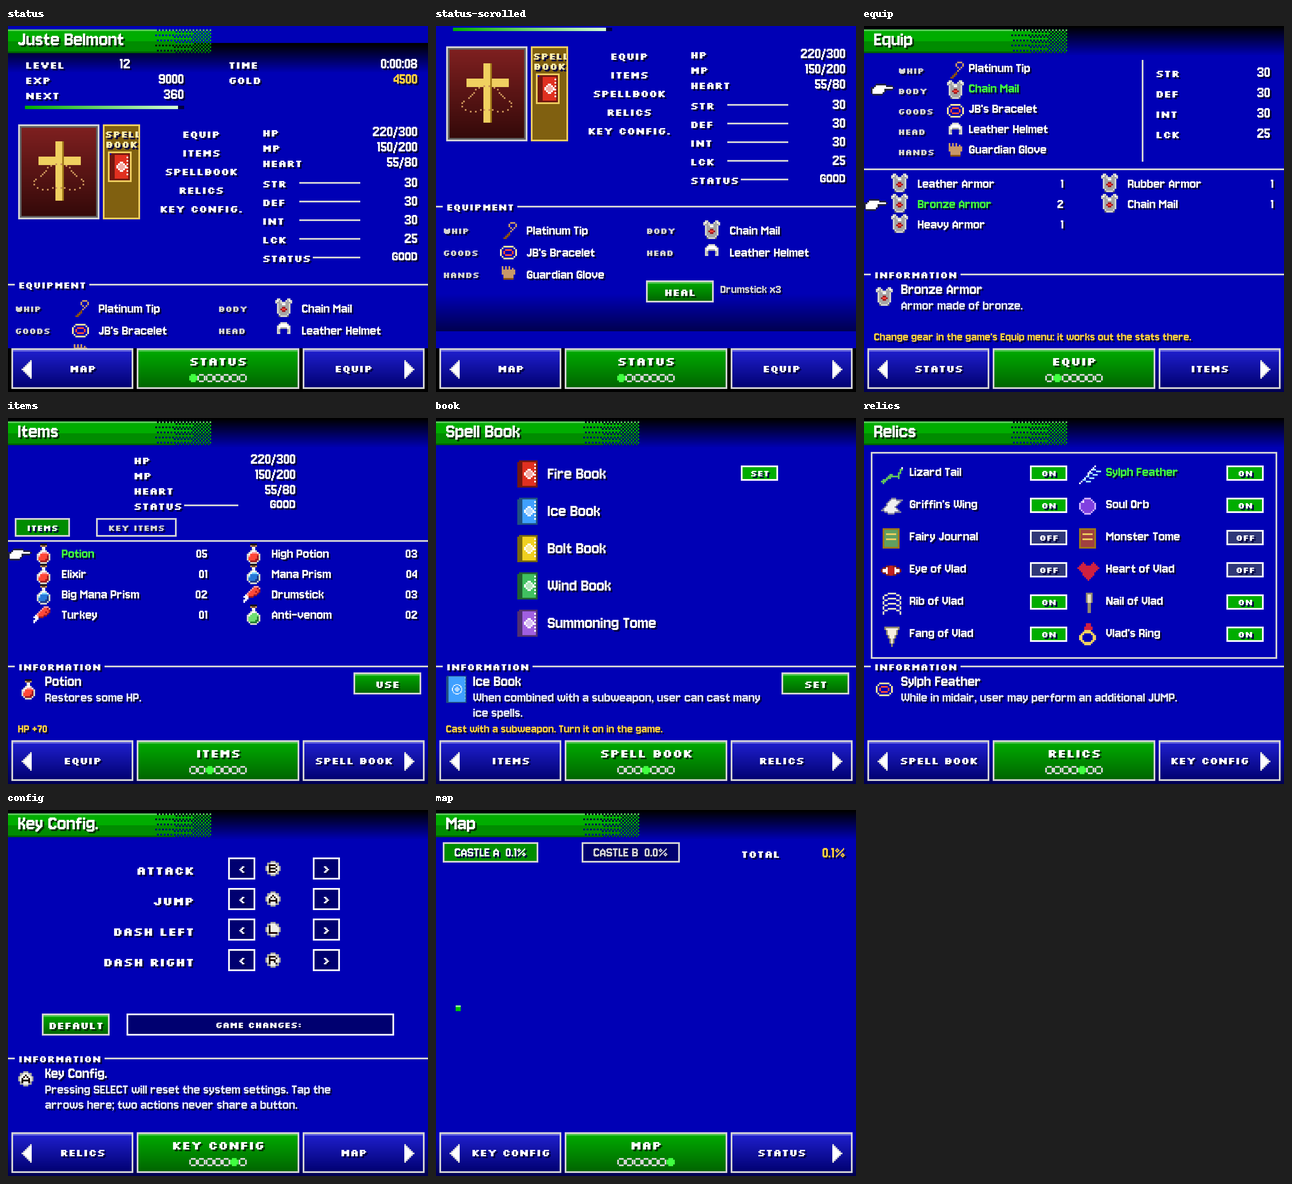 status
Juste Belmont
LEVEL 12 TIME 0:00:08
EXP 9000 GOLD 4500
NEXT 360
SPELL BOOK
EQUIP
ITEMS
SPELLBOOK
RELICS
KEY CONFIG.
HP 220/300
MP 150/200
HEART 55/80
STR 30
DEF 30
INT 30
LCK 25
STATUS GOOD
EQUIPMENT
WHIP Platinum Tip BODY Chain Mail
GOODS JB's Bracelet HEAD Leather Helmet
MAP STATUS EQUIP
status-scrolled
SPELL BOOK
EQUIP
ITEMS
SPELLBOOK
RELICS
KEY CONFIG.
HP 220/300
MP 150/200
HEART 55/80
STR 30
DEF 30
INT 30
LCK 25
STATUS GOOD
EQUIPMENT
WHIP Platinum Tip BODY Chain Mail
GOODS JB's Bracelet HEAD Leather Helmet
HANDS Guardian Glove
HEAL Drumstick x3
MAP STATUS EQUIP
equip
Equip
WHIP Platinum Tip
BODY Chain Mail
GOODS JB's Bracelet
HEAD Leather Helmet
HANDS Guardian Glove
STR 30
DEF 30
INT 30
LCK 25
Leather Armor 1 Rubber Armor 1
Bronze Armor 2 Chain Mail 1
Heavy Armor 1
INFORMATION
Bronze Armor
Armor made of bronze.
Change gear in the game's Equip menu: it works out the stats there.
STATUS EQUIP ITEMS
items
Items
HP 220/300
MP 150/200
HEART 55/80
STATUS GOOD
ITEMS KEY ITEMS
Potion 05 High Potion 03
Elixir 01 Mana Prism 04
Big Mana Prism 02 Drumstick 03
Turkey 01 Anti-venom 02
INFORMATION
Potion
Restores some HP.
USE
HP +70
EQUIP ITEMS SPELL BOOK
book
Spell Book
Fire Book SET
Ice Book
Bolt Book
Wind Book
Summoning Tome
INFORMATION
Ice Book
When combined with a subweapon, user can cast many
ice spells.
SET
Cast with a subweapon. Turn it on in the game.
ITEMS SPELL BOOK RELICS
relics
Relics
Lizard Tail ON Sylph Feather ON
Griffin's Wing ON Soul Orb ON
Fairy Journal OFF Monster Tome OFF
Eye of Vlad OFF Heart of Vlad OFF
Rib of Vlad ON Nail of Vlad ON
Fang of Vlad ON Vlad's Ring ON
INFORMATION
Sylph Feather
While in midair, user may perform an additional JUMP.
SPELL BOOK RELICS KEY CONFIG
config
Key Config.
ATTACK < B >
JUMP < A >
DASH LEFT < L >
DASH RIGHT < R >
DEFAULT GAME CHANGES:
INFORMATION
A Key Config.
Pressing SELECT will reset the system settings. Tap the
arrows here; two actions never share a button.
RELICS KEY CONFIG MAP
map
Map
CASTLE A 0.1% CASTLE B 0.0% TOTAL 0.1%
KEY CONFIG MAP STATUS